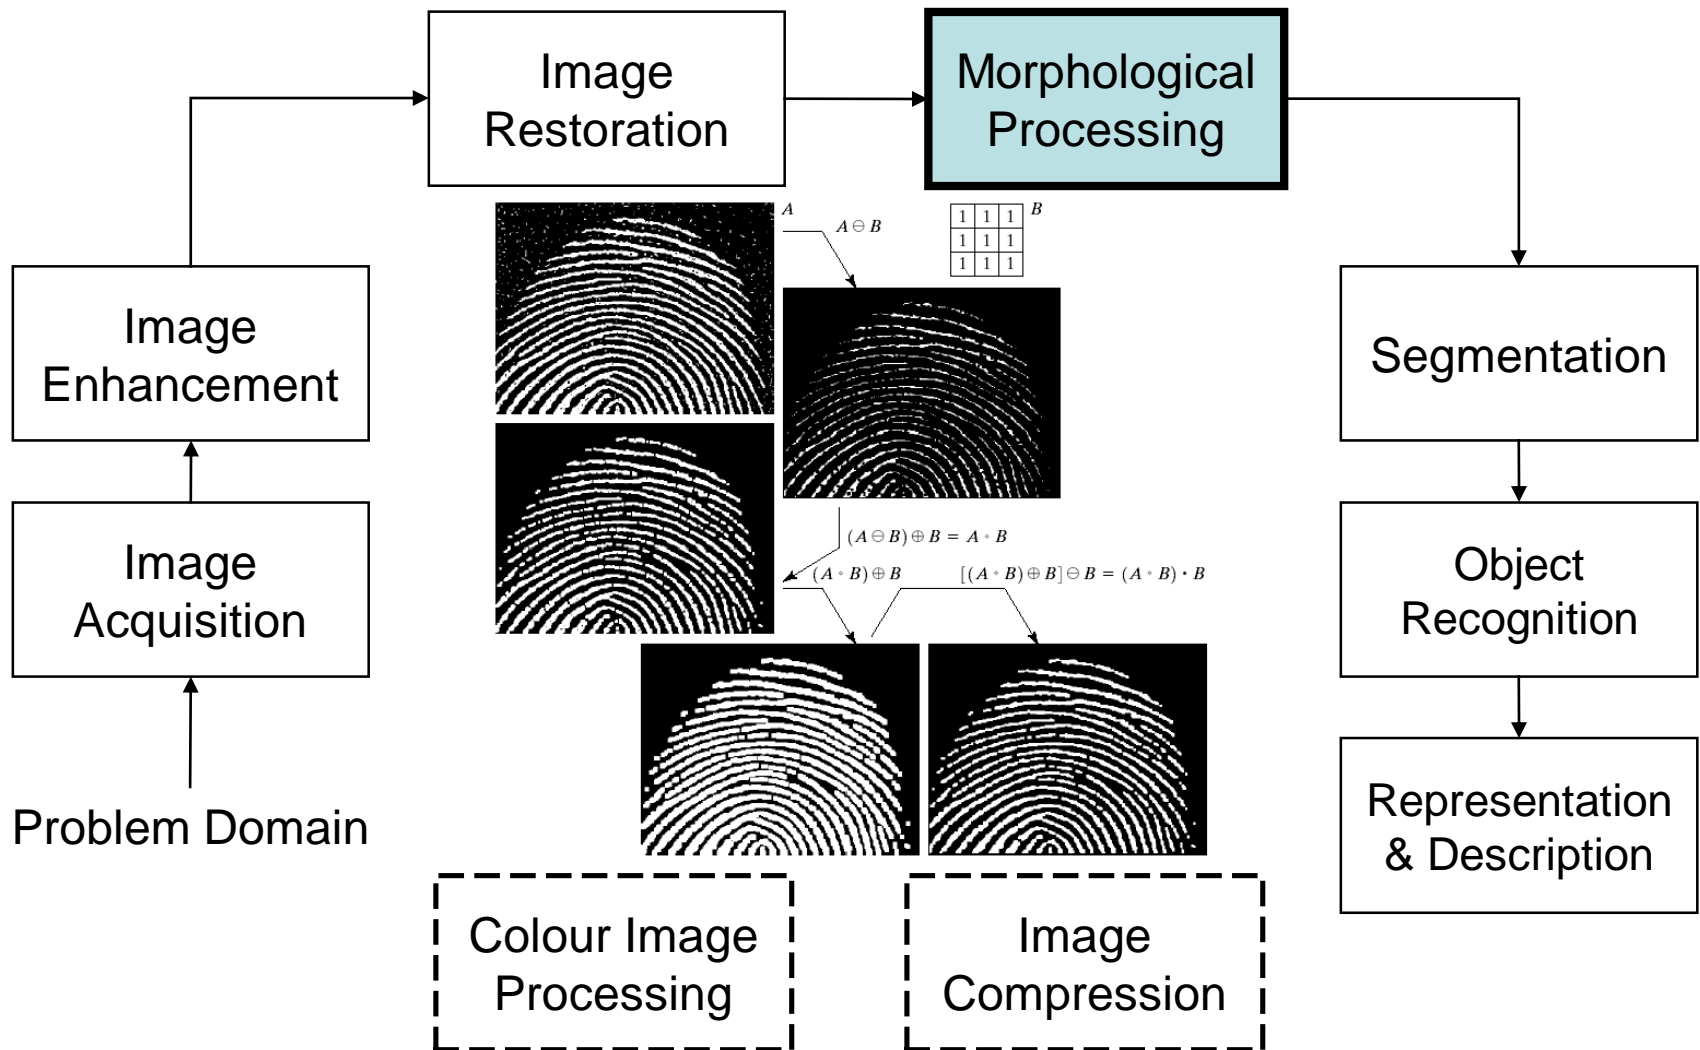 Image
Restoration
Morphological
Processing
A
A ⊖ B
1 1 1
1 1 1
1 1 1
B
Image
Enhancement
Segmentation
Image
Acquisition
(A ⊖ B) ⊕ B = A ∘ B
(A ∘ B) ⊕ B
[(A ∘ B) ⊕ B] ⊖ B = (A ∘ B) • B
Object
Recognition
Problem Domain
Representation
& Description
Colour Image
Processing
Image
Compression